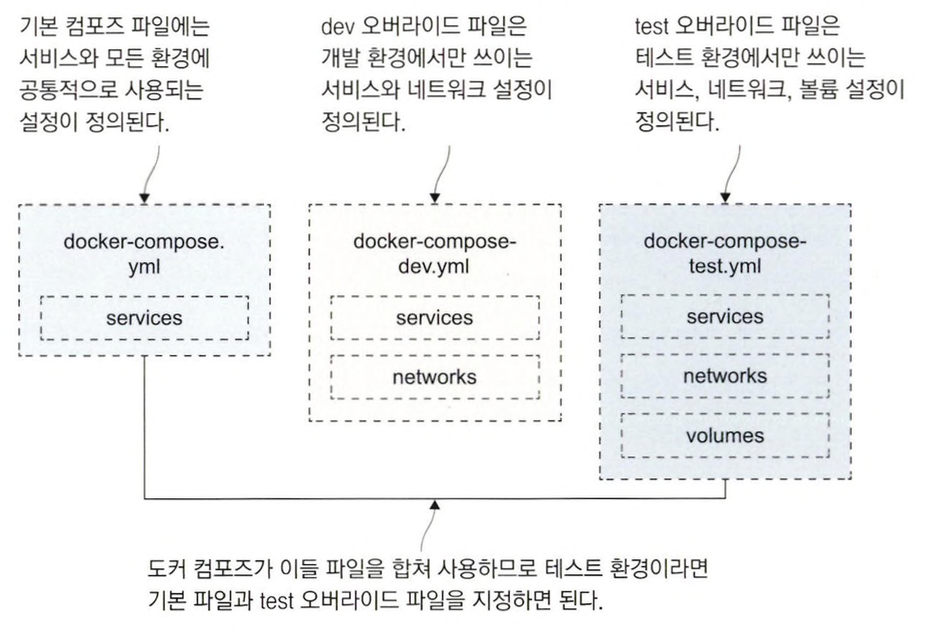 기본 컴포즈 파일에는
서비스와 모든 환경에
공통적으로 사용되는
설정이 정의된다.
dev 오버라이드 파일은
개발 환경에서만 쓰이는
서비스와 네트워크 설정이
정의된다.
test 오버라이드 파일은
테스트 환경에서만 쓰이는
서비스, 네트워크, 볼륨 설정이
정의된다.
docker-compose.
yml
services
docker-compose-
dev.yml
services
networks
docker-compose-
test.yml
services
networks
volumes
도커 컴포즈가 이들 파일을 합쳐 사용하므로 테스트 환경이라면
기본 파일과 test 오버라이드 파일을 지정하면 된다.